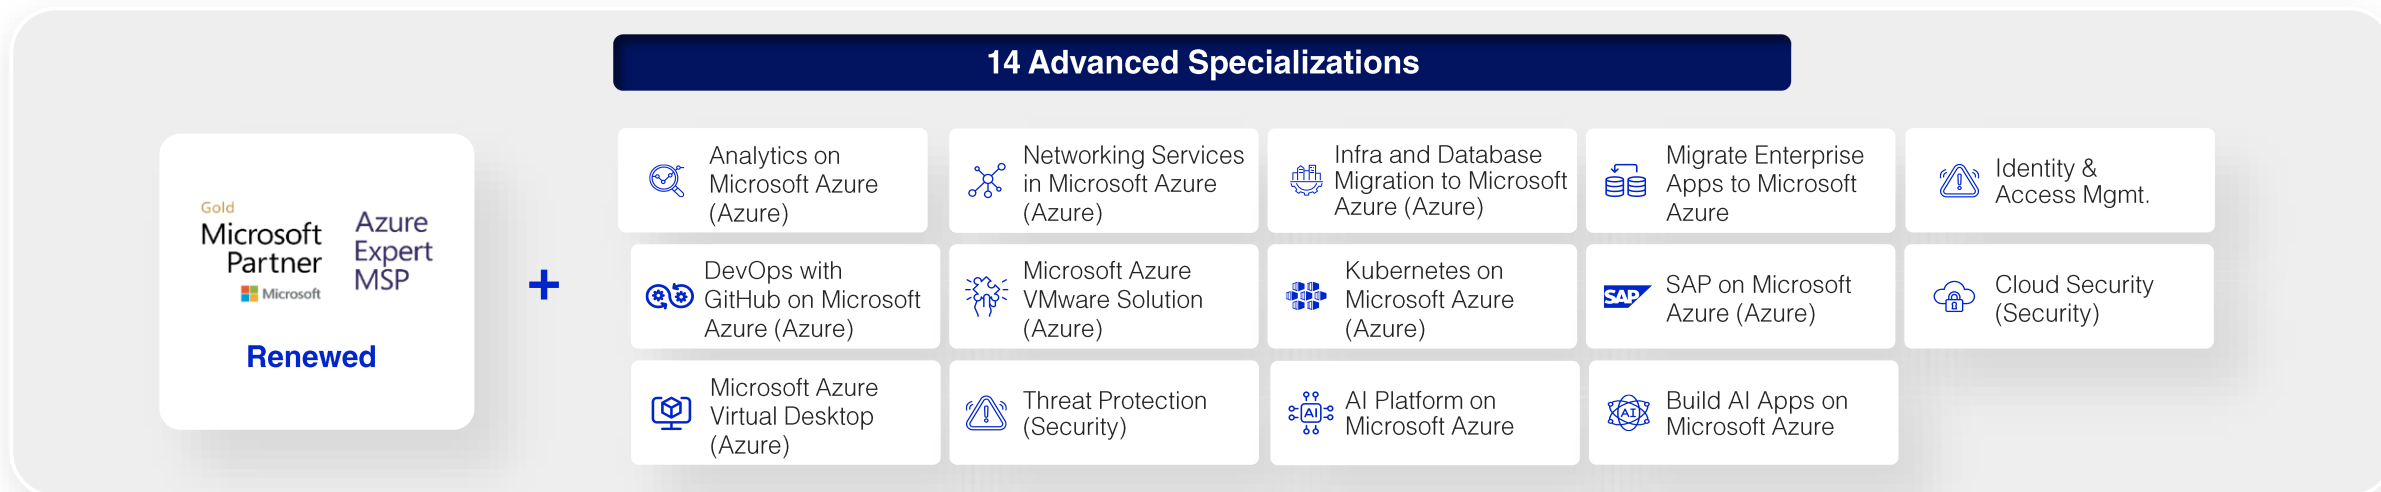 14 Advanced Specializations
Gold
Microsoft
Partner
Microsoft
Azure
Expert
MSP
Renewed
+
Analytics on
Microsoft Azure
(Azure)
Networking Services
in Microsoft Azure
(Azure)
Infra and Database
Migration to Microsoft
Azure (Azure)
Migrate Enterprise
Apps to Microsoft
Azure
Identity &
Access Mgmt.
DevOps with
GitHub on Microsoft
Azure (Azure)
Microsoft Azure
VMware Solution
(Azure)
Kubernetes on
Microsoft Azure
(Azure)
SAP
SAP on Microsoft
Azure (Azure)
Cloud Security
(Security)
Microsoft Azure
Virtual Desktop
(Azure)
Threat Protection
(Security)
AI
AI Platform on
Microsoft Azure
AI
Build AI Apps on
Microsoft Azure